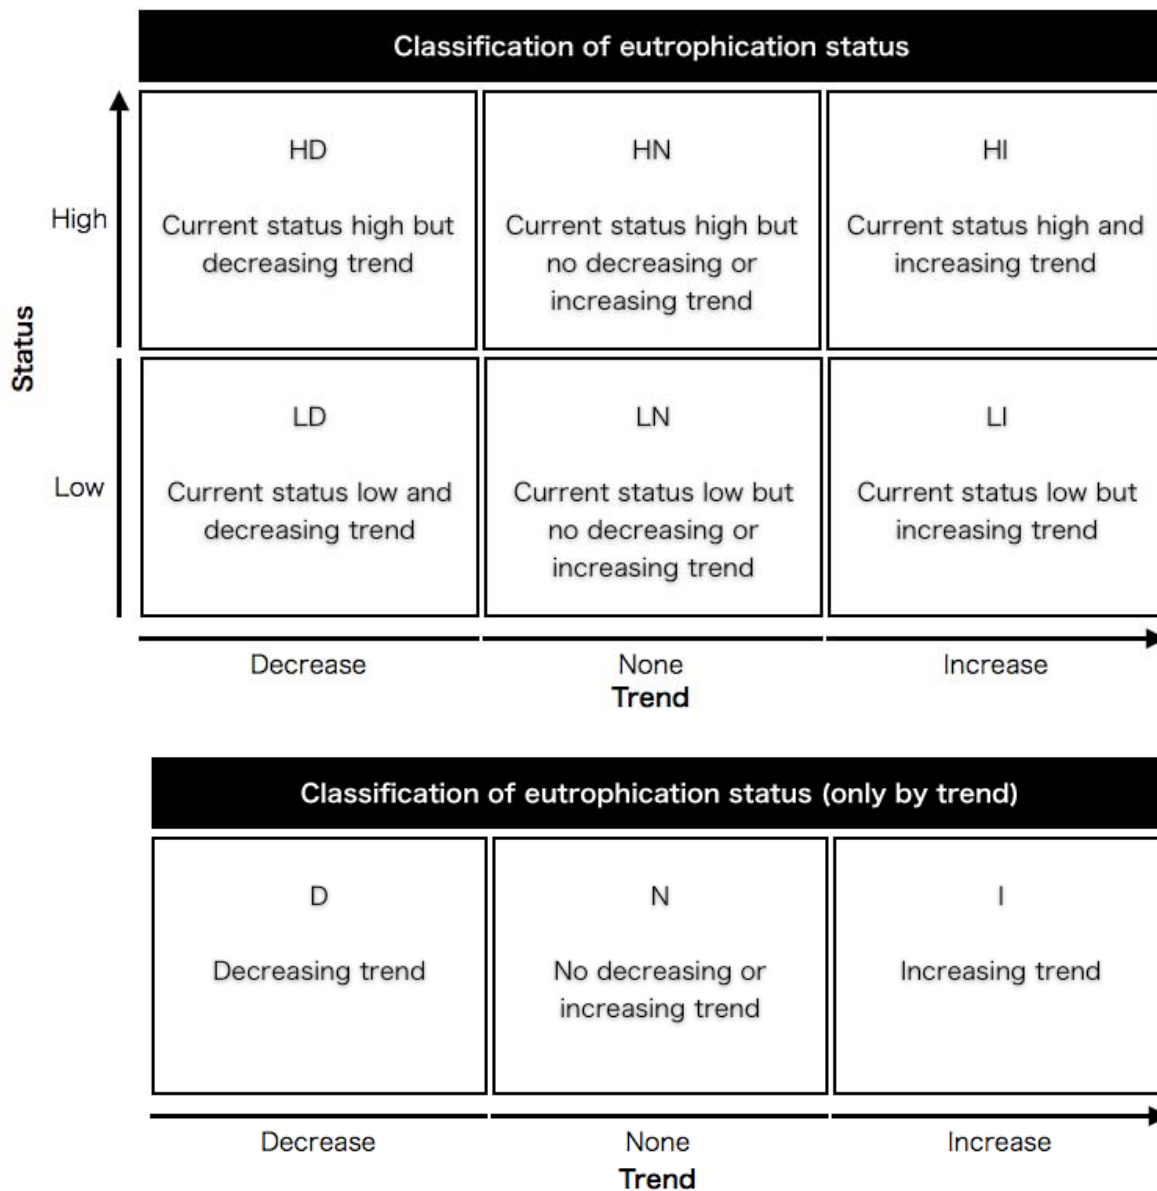 Classification of eutrophication status
HD
Current status high but
decreasing trend
HN
Current status high but
no decreasing or
increasing trend
HI
Current status high and
increasing trend
High
Status
LD
Current status low and
decreasing trend
LN
Current status low but
no decreasing or
increasing trend
LI
Current status low but
increasing trend
Low
Decrease
None
Increase
Trend
Classification of eutrophication status (only by trend)
D
Decreasing trend
N
No decreasing or
increasing trend
I
Increasing trend
Decrease
None
Increase
Trend